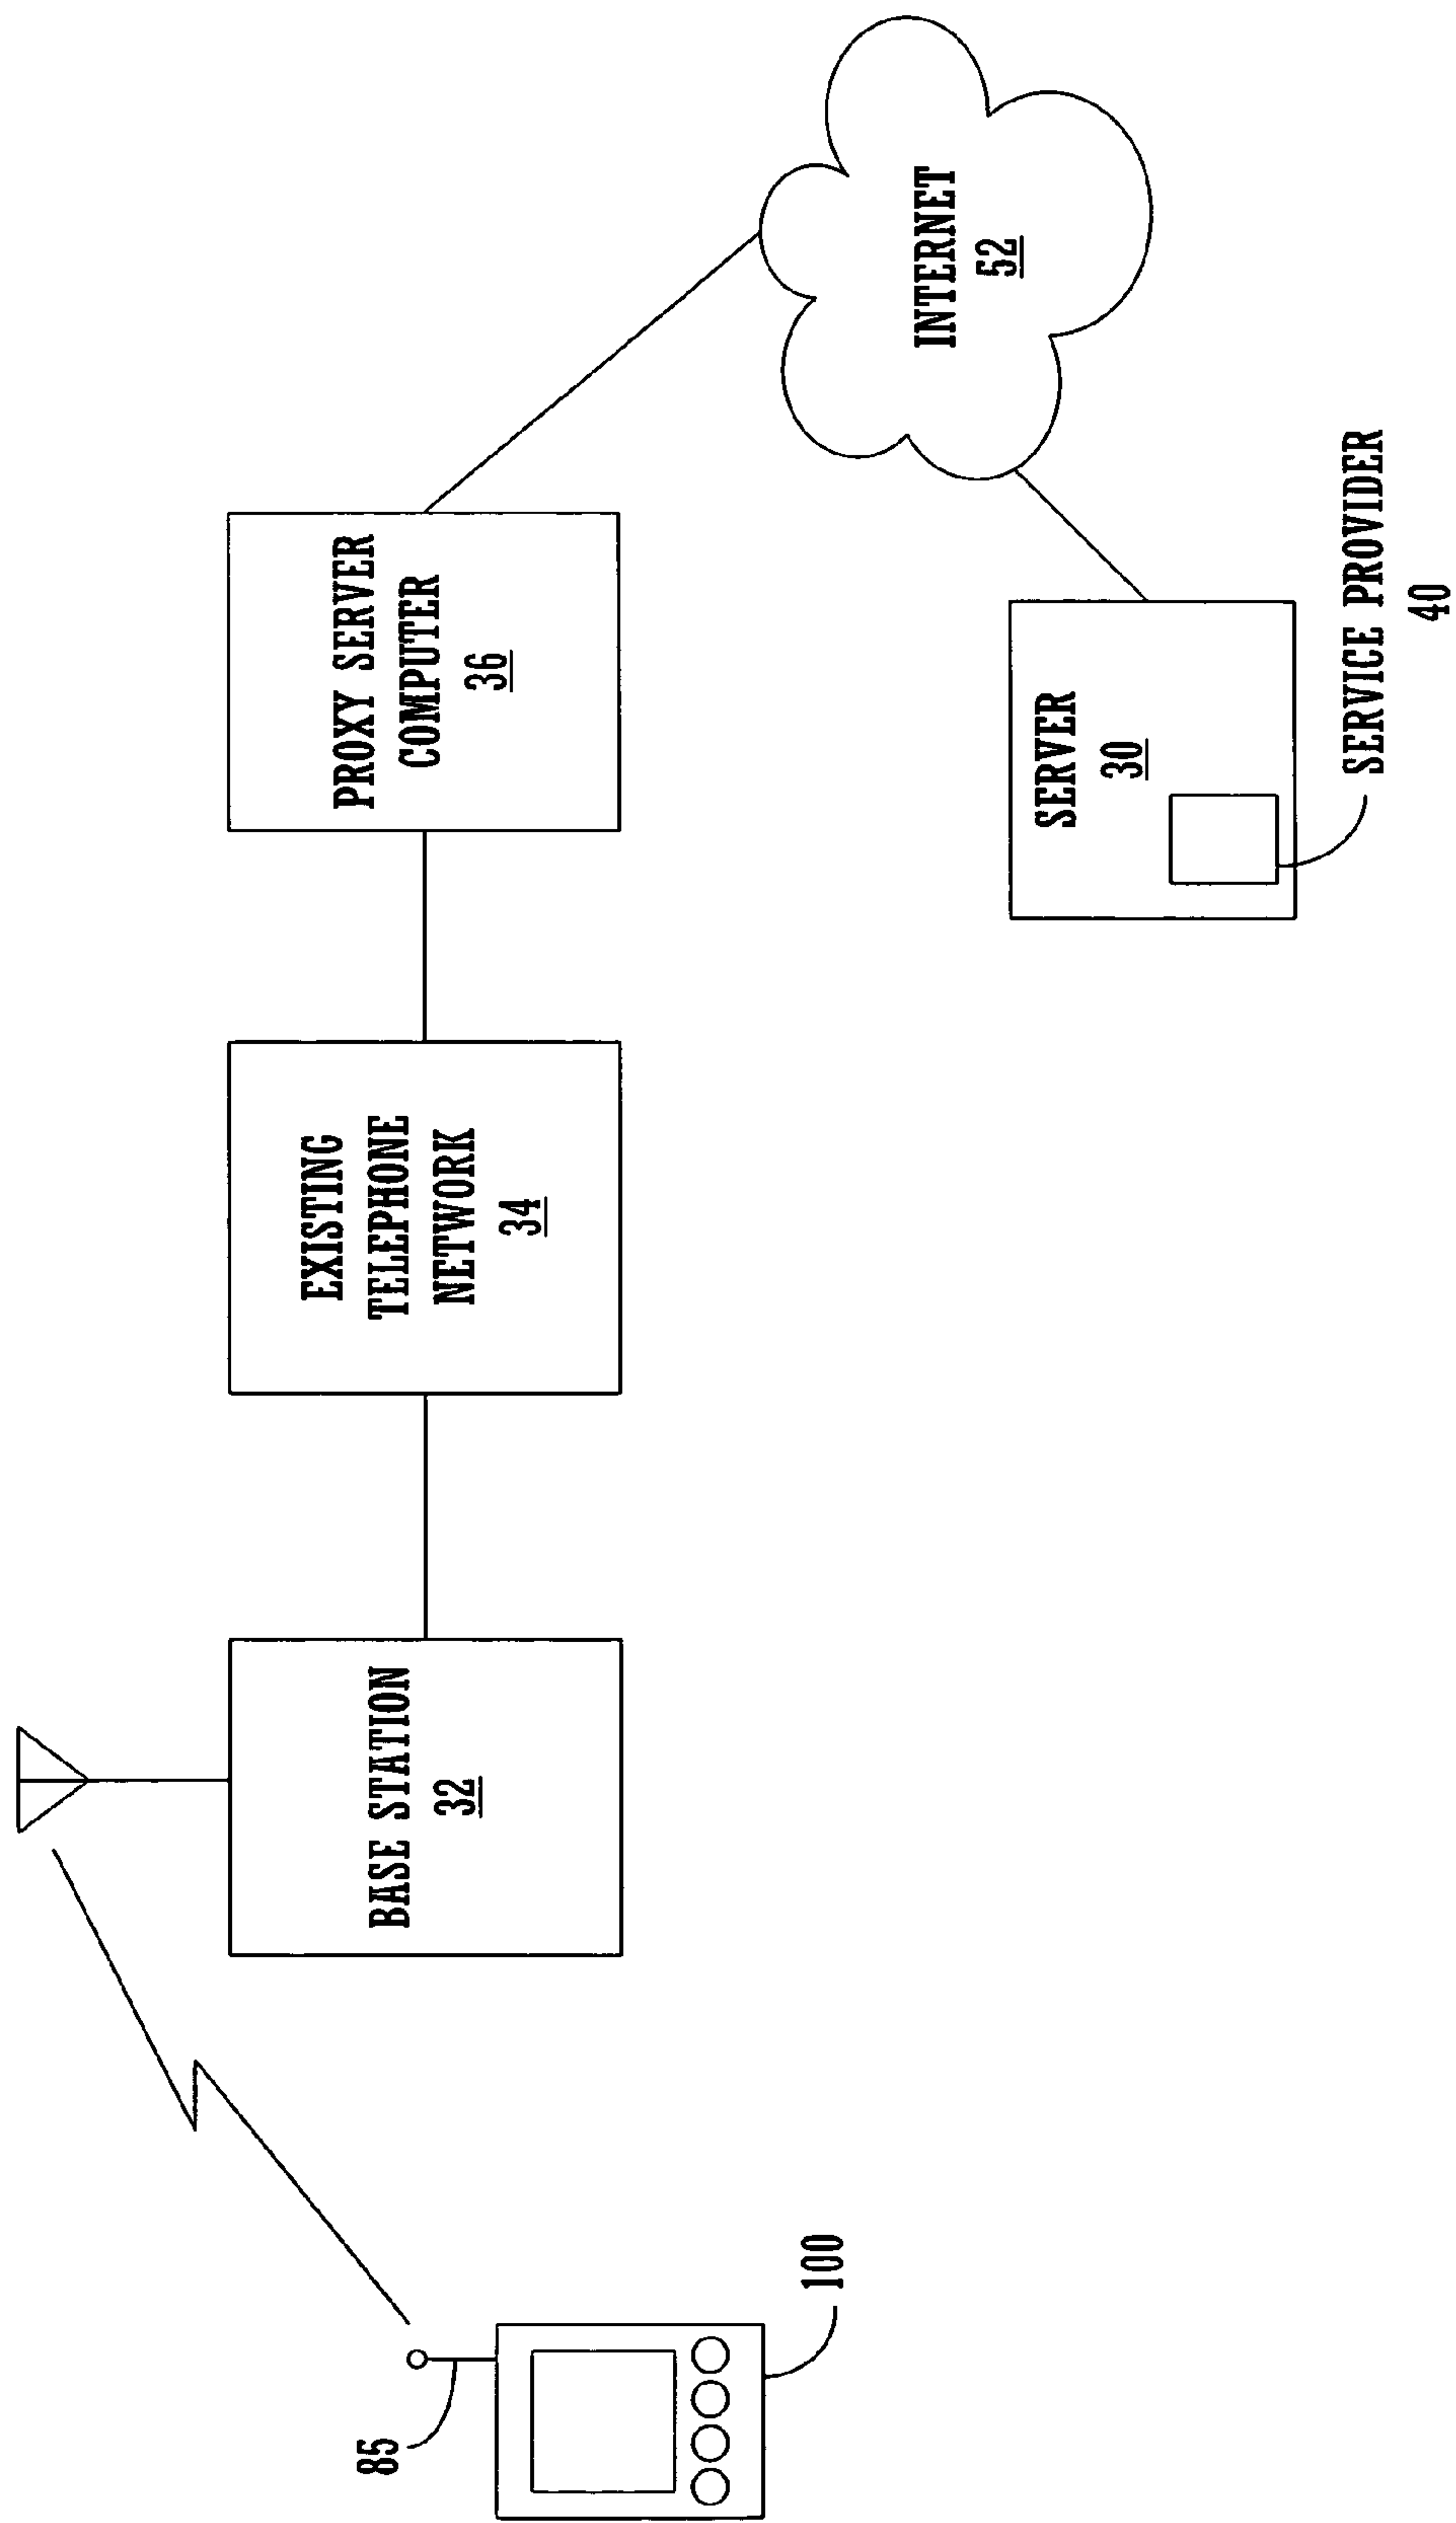 85
100
BASE STATION
32
EXISTING
TELEPHONE
NETWORK
34
PROXY SERVER
COMPUTER
36
INTERNET
52
SERVER
30
SERVICE PROVIDER
40